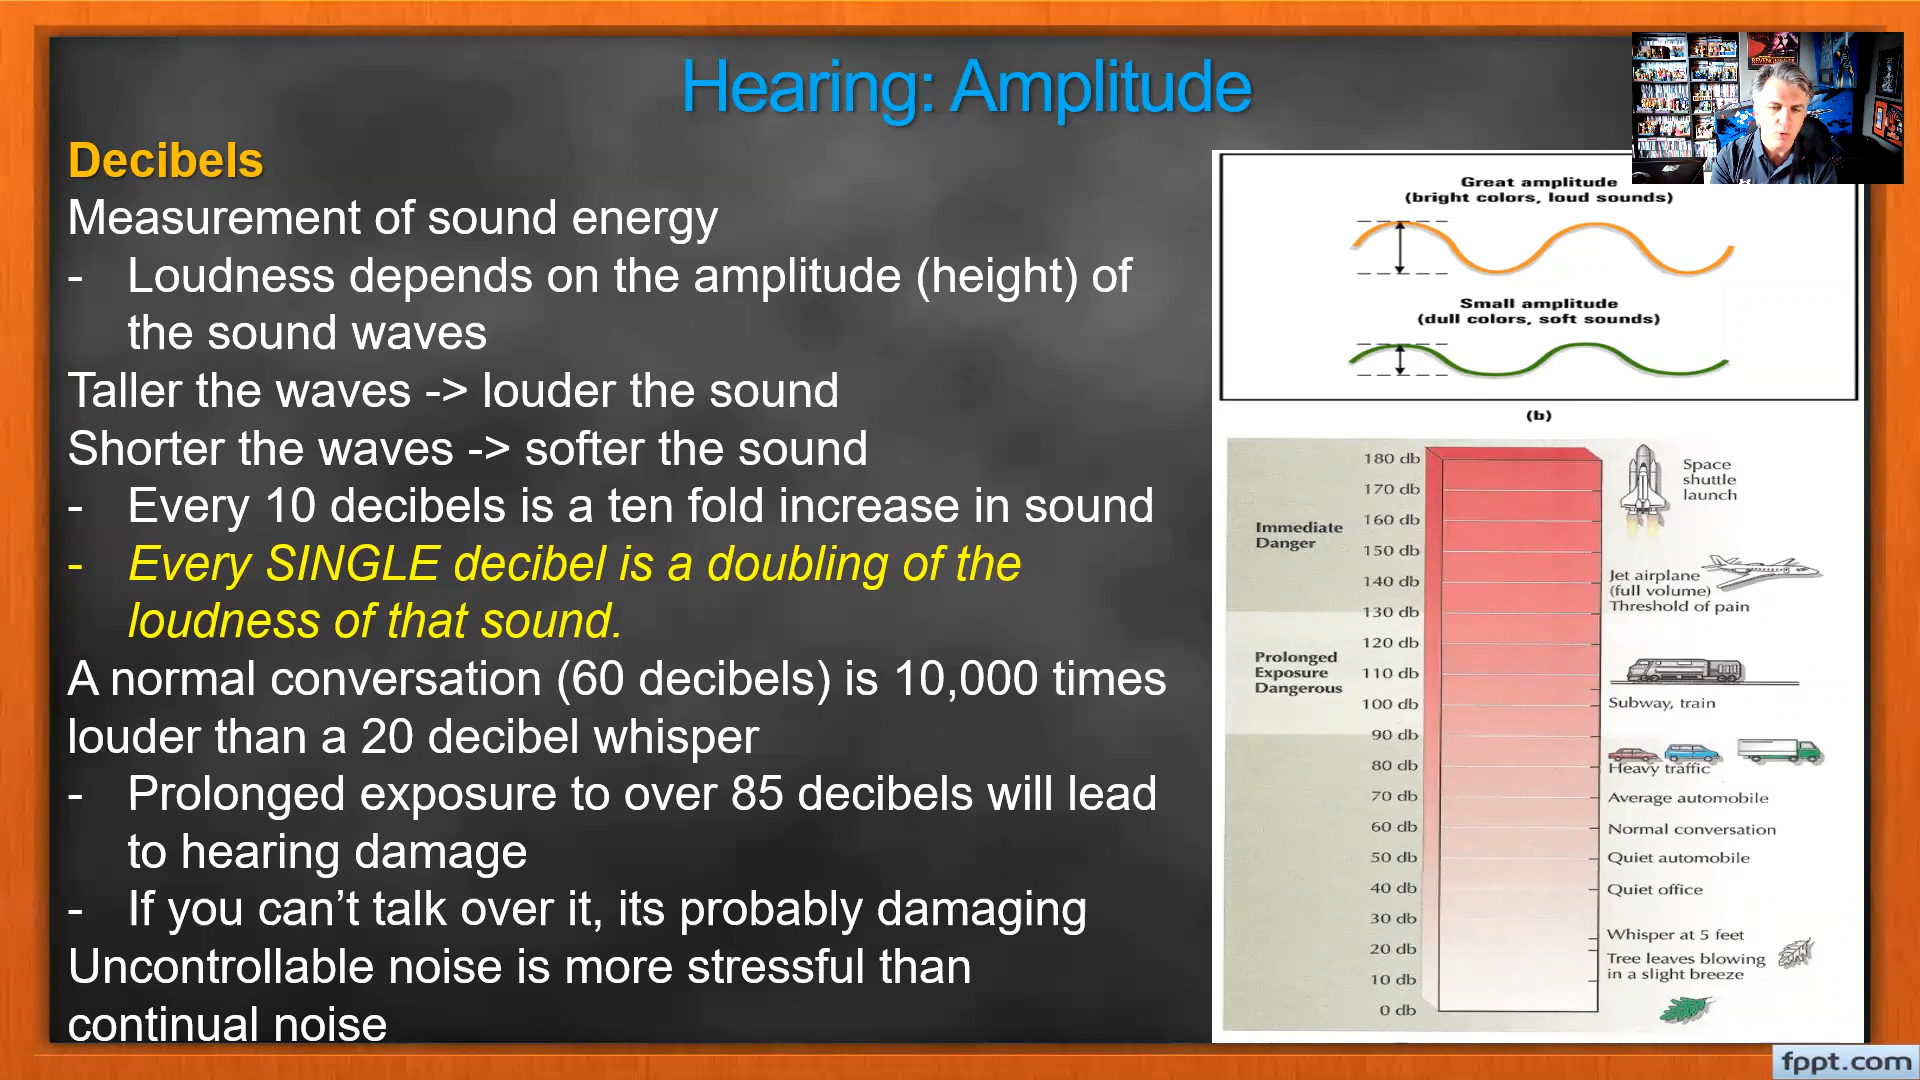 Hearing: Amplitude
Decibels
Measurement of sound energy
- Loudness depends on the amplitude (height) of
the sound waves
Taller the waves -> louder the sound
Shorter the waves -> softer the sound
- Every 10 decibels is a ten fold increase in sound
- Every SINGLE decibel is a doubling of the
loudness of that sound.
A normal conversation (60 decibels) is 10,000 times
louder than a 20 decibel whisper
- Prolonged exposure to over 85 decibels will lead
to hearing damage
- If you can’t talk over it, its probably damaging
Uncontrollable noise is more stressful than
continual noise
Great amplitude
(bright colors, loud sounds)
Small amplitude
(dull colors, soft sounds)
(b)
180 db
170 db
160 db
150 db
140 db
130 db
120 db
110 db
100 db
90 db
80 db
70 db
60 db
50 db
40 db
30 db
20 db
10 db
0 db
Immediate
Danger
Prolonged
Exposure
Dangerous
Space
shuttle
launch
Jet airplane
(full volume)
Threshold of pain
Subway, train
Heavy traffic
Average automobile
Normal conversation
Quiet automobile
Quiet office
Whisper at 5 feet
Tree leaves blowing
in a slight breeze
fppt.com